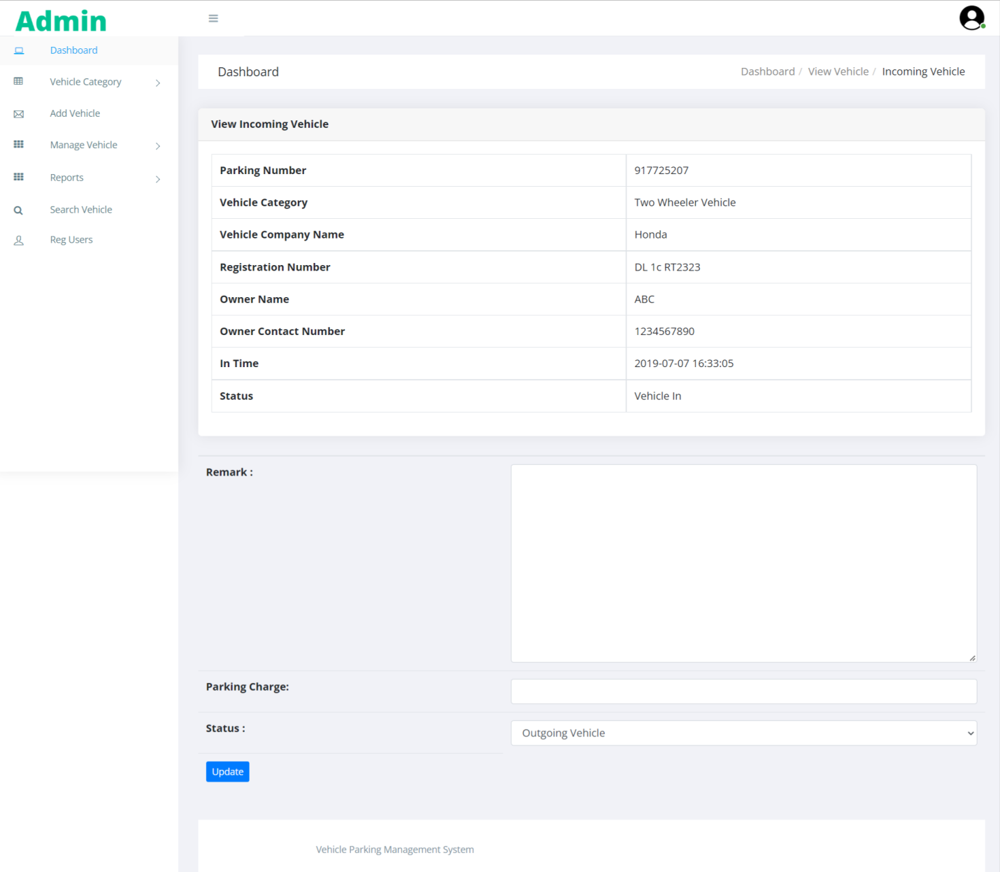 Admin
Dashboard
Vehicle Category
Add Vehicle
Manage Vehicle
Reports
Search Vehicle
Reg Users
Dashboard
Dashboard / View Vehicle / Incoming Vehicle
View Incoming Vehicle
Parking Number 917725207
Vehicle Category Two Wheeler Vehicle
Vehicle Company Name Honda
Registration Number DL 1c RT2323
Owner Name ABC
Owner Contact Number 1234567890
In Time 2019-07-07 16:33:05
Status Vehicle In
Remark :
Parking Charge:
Status : Outgoing Vehicle
Update
Vehicle Parking Management System